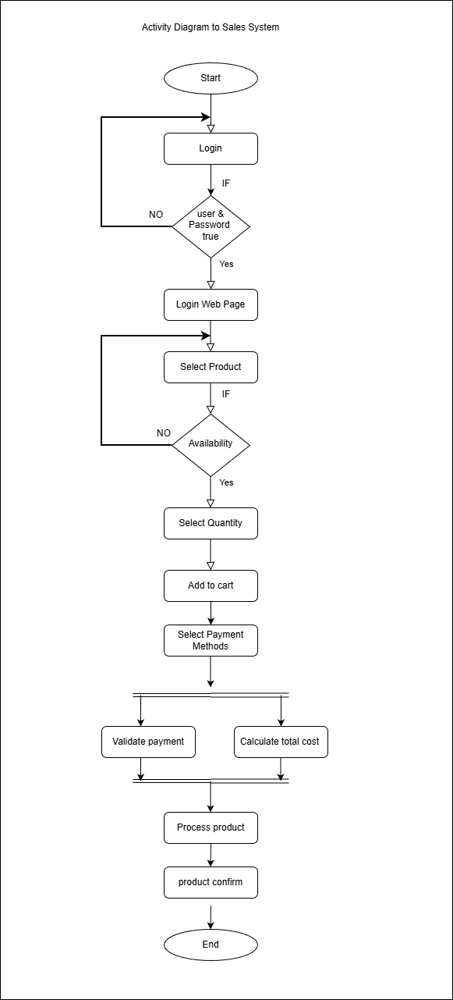 Activity Diagram to Sales System
Start
Login
IF
NO
user &
Password
true
Yes
Login Web Page
Select Product
IF
NO
Availability
Yes
Select Quantity
Add to cart
Select Payment
Methods
Validate payment
Calculate total cost
Process product
product confirm
End